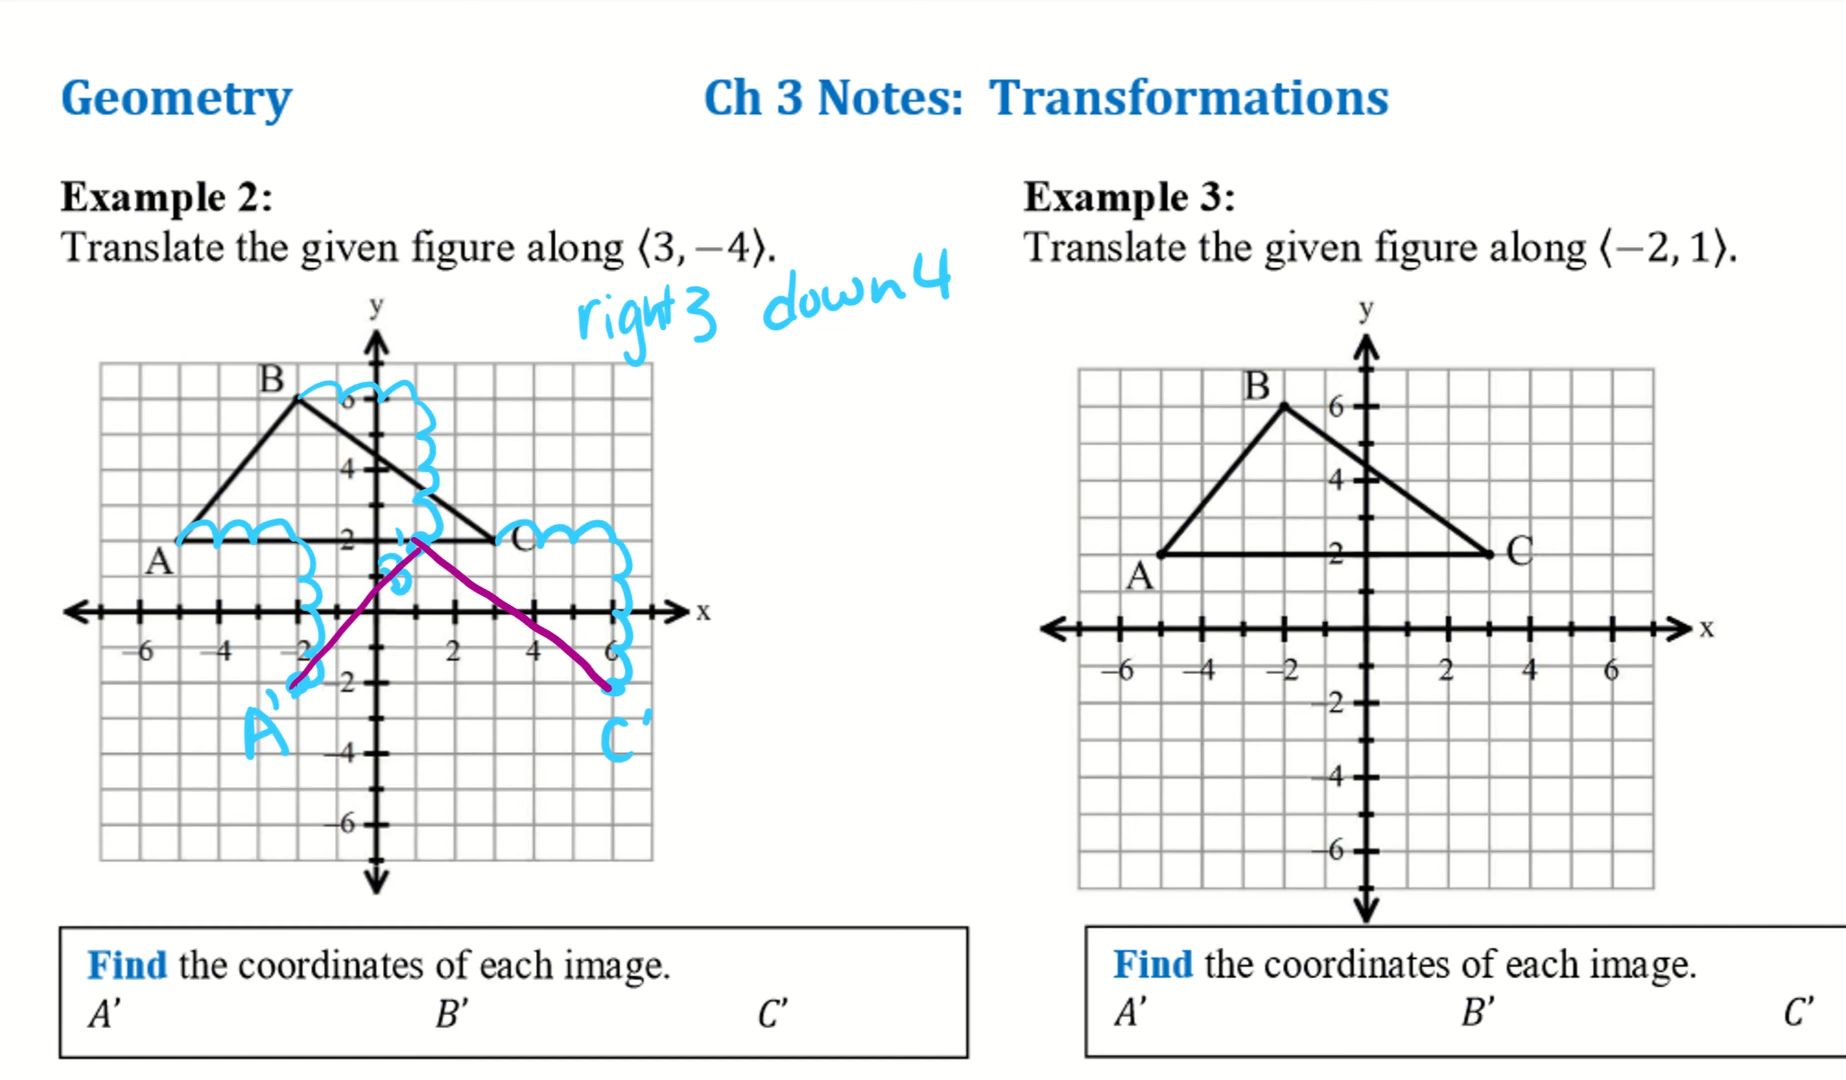 Geometry
Ch 3 Notes: Transformations
Example 2:
Translate the given figure along ⟨3, −4⟩.
right 3 down 4
y
B
6
4
2
A
C
B'
x
−6 −4 −2 2 4 6
−2
A'
C'
−4
−6
Find the coordinates of each image.
A' B' C'
Example 3:
Translate the given figure along ⟨−2, 1⟩.
y
B
6
4
2
A
C
x
−6 −4 −2 2 4 6
−2
−4
−6
Find the coordinates of each image.
A' B' C'